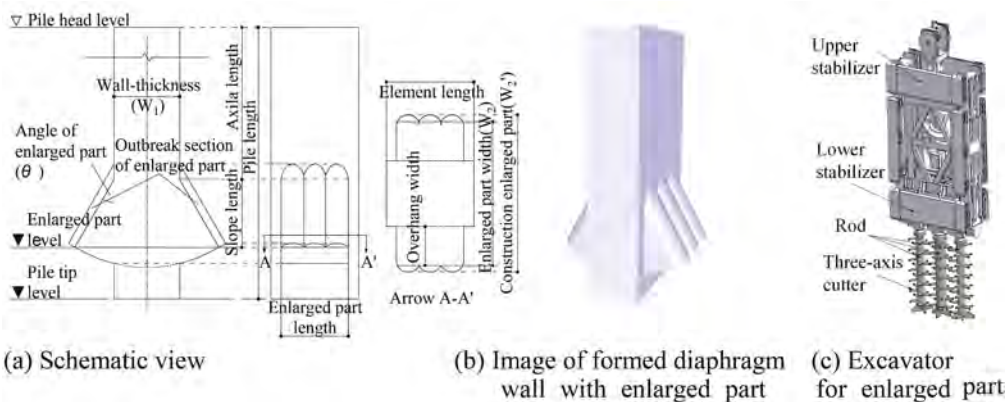 ▽ Pile head level
Wall-thickness
(W₁)
Angle of
enlarged part
(θ)
Outbreak section
of enlarged part
Enlarged part
▼ level
Pile tip
▼ level
Axila length
Slope length
Pile length
A
A'
Enlarged part
length
Element length
Overhang width
Enlarged part width(W₂)
Construction enlarged part(W₂')
Arrow A-A'
Upper
stabilizer
Lower
stabilizer
Rod
Three-axis
cutter
(a) Schematic view
(b) Image of formed diaphragm
wall with enlarged part
(c) Excavator
for enlarged part